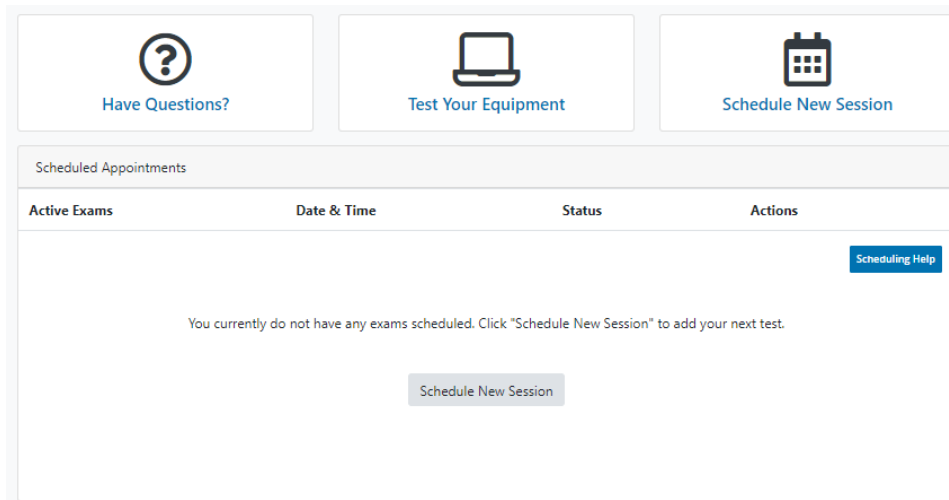 Have Questions?
Test Your Equipment
Schedule New Session
Scheduled Appointments
Active Exams Date & Time Status Actions
Scheduling Help
You currently do not have any exams scheduled. Click "Schedule New Session" to add your next test.
Schedule New Session